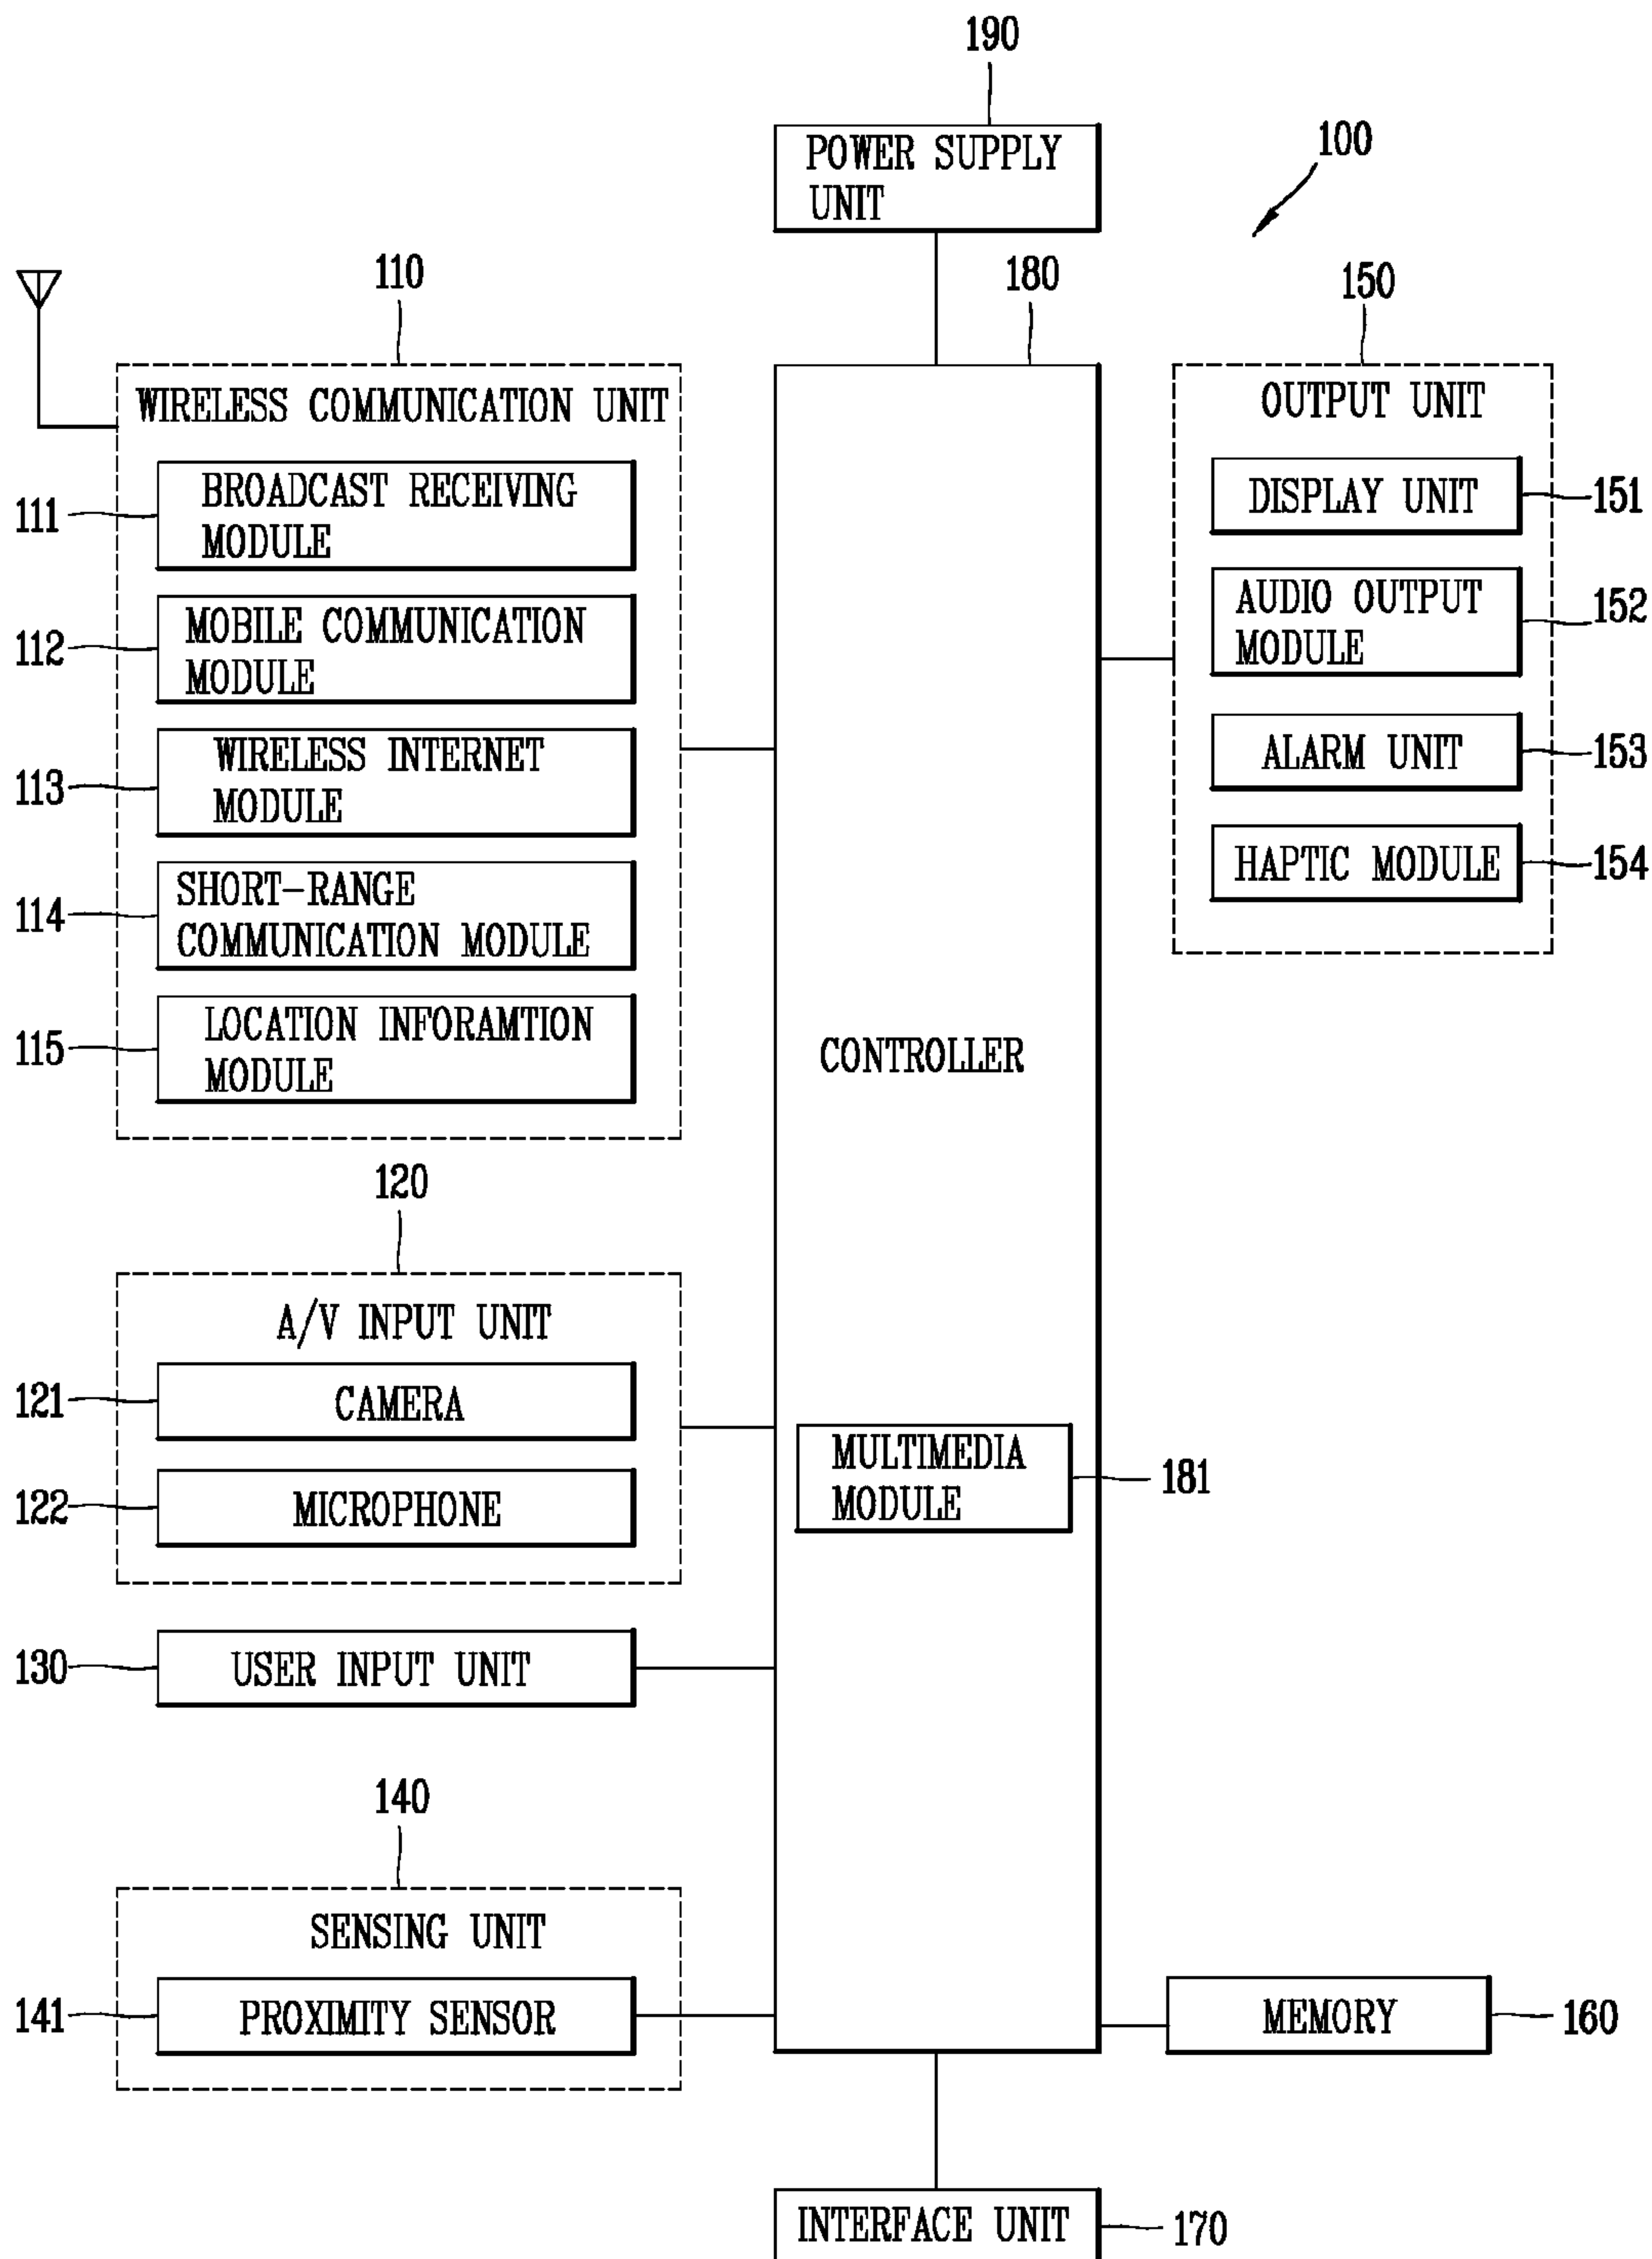 190
POWER SUPPLY
UNIT
100
110
180
150
WIRELESS COMMUNICATION UNIT
111
BROADCAST RECEIVING
MODULE
112
MOBILE COMMUNICATION
MODULE
113
WIRELESS INTERNET
MODULE
114
SHORT-RANGE
COMMUNICATION MODULE
115
LOCATION INFORAMTION
MODULE
OUTPUT UNIT
DISPLAY UNIT
151
AUDIO OUTPUT
MODULE
152
ALARM UNIT
153
HAPTIC MODULE
154
CONTROLLER
120
A/V INPUT UNIT
121
CAMERA
122
MICROPHONE
MULTIMEDIA
MODULE
181
130
USER INPUT UNIT
140
SENSING UNIT
141
PROXIMITY SENSOR
MEMORY
160
INTERFACE UNIT
170